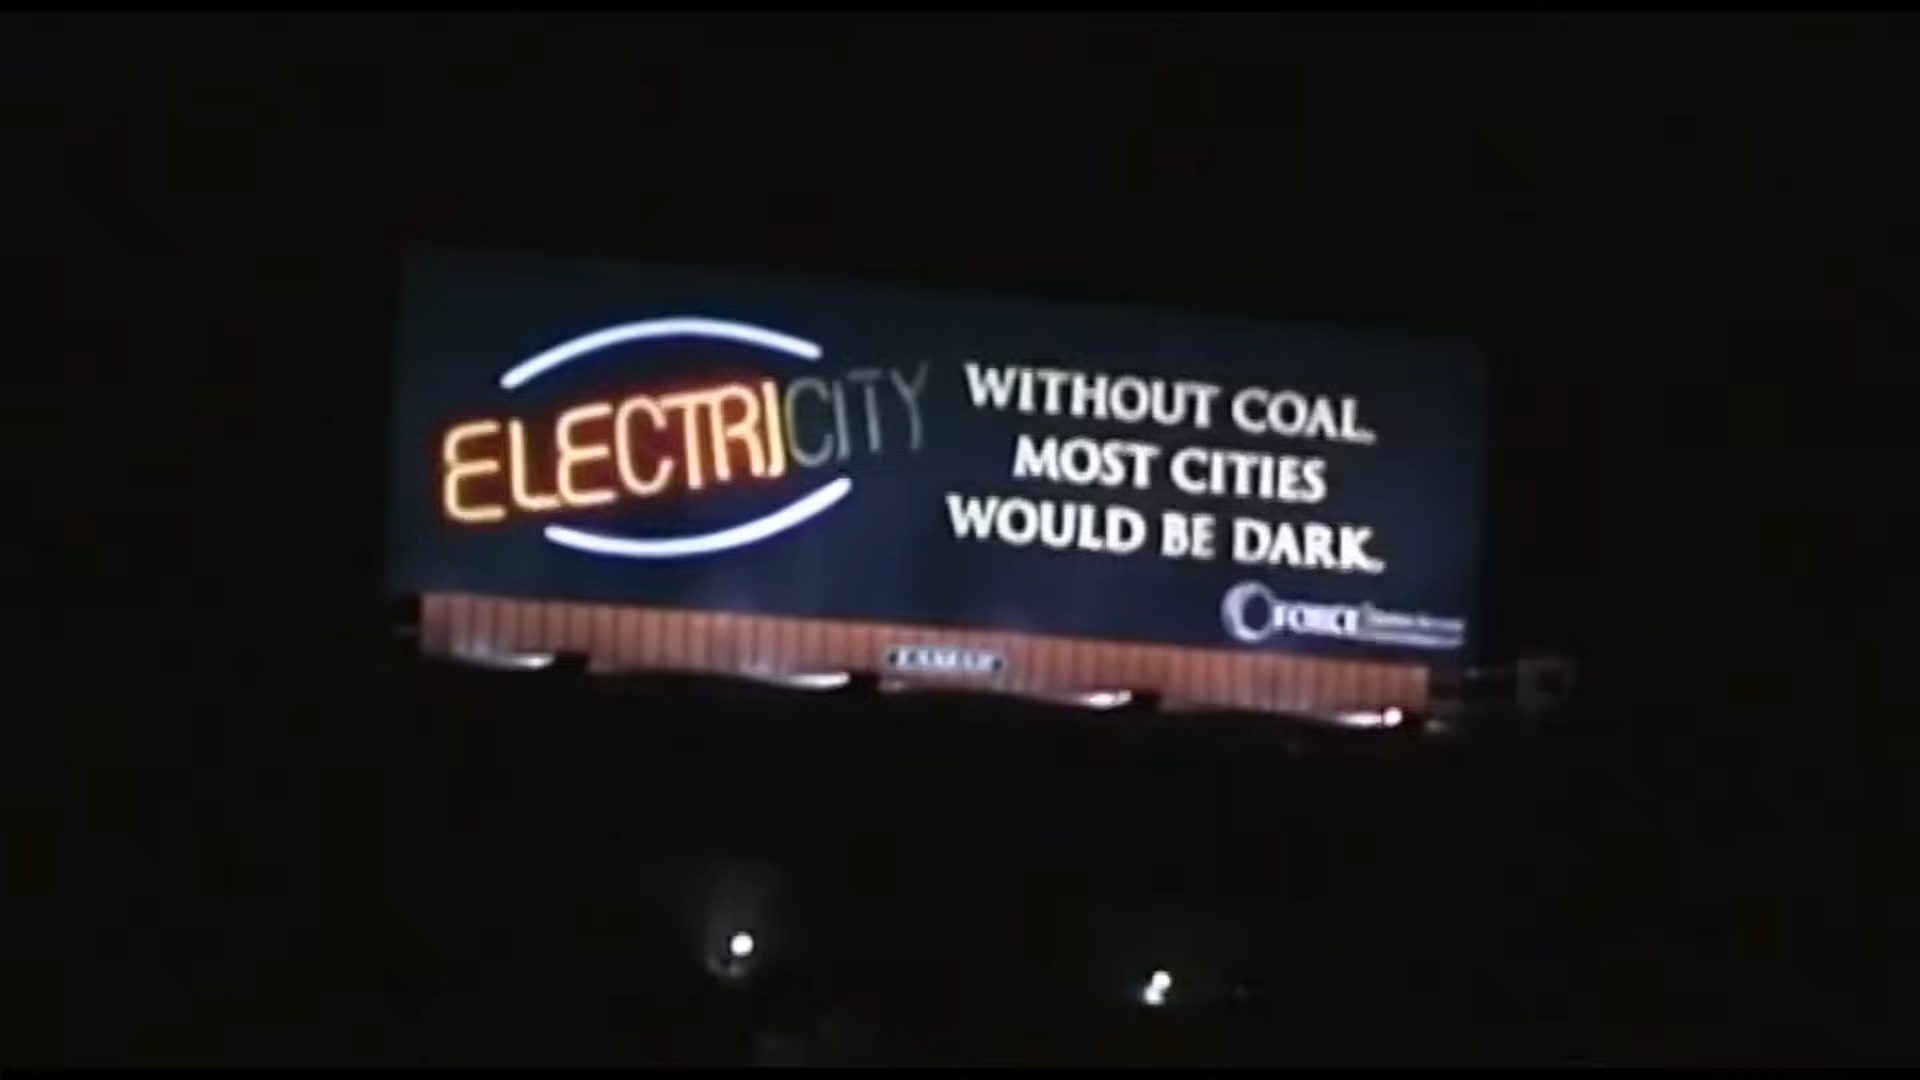 ELECTRICITY
WITHOUT COAL,
MOST CITIES
WOULD BE DARK.
FORCE